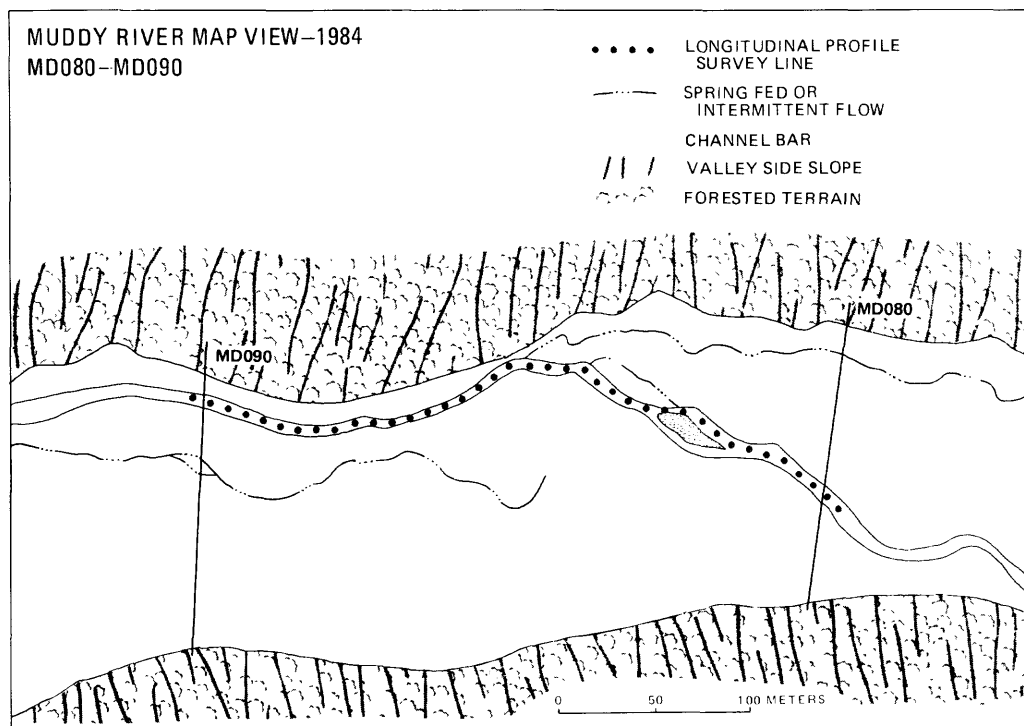 MUDDY RIVER MAP VIEW–1984
MD080–MD090
LONGITUDINAL PROFILE
SURVEY LINE
SPRING FED OR
INTERMITTENT FLOW
CHANNEL BAR
VALLEY SIDE SLOPE
FORESTED TERRAIN
MD080
MD090
0 50 100 METERS